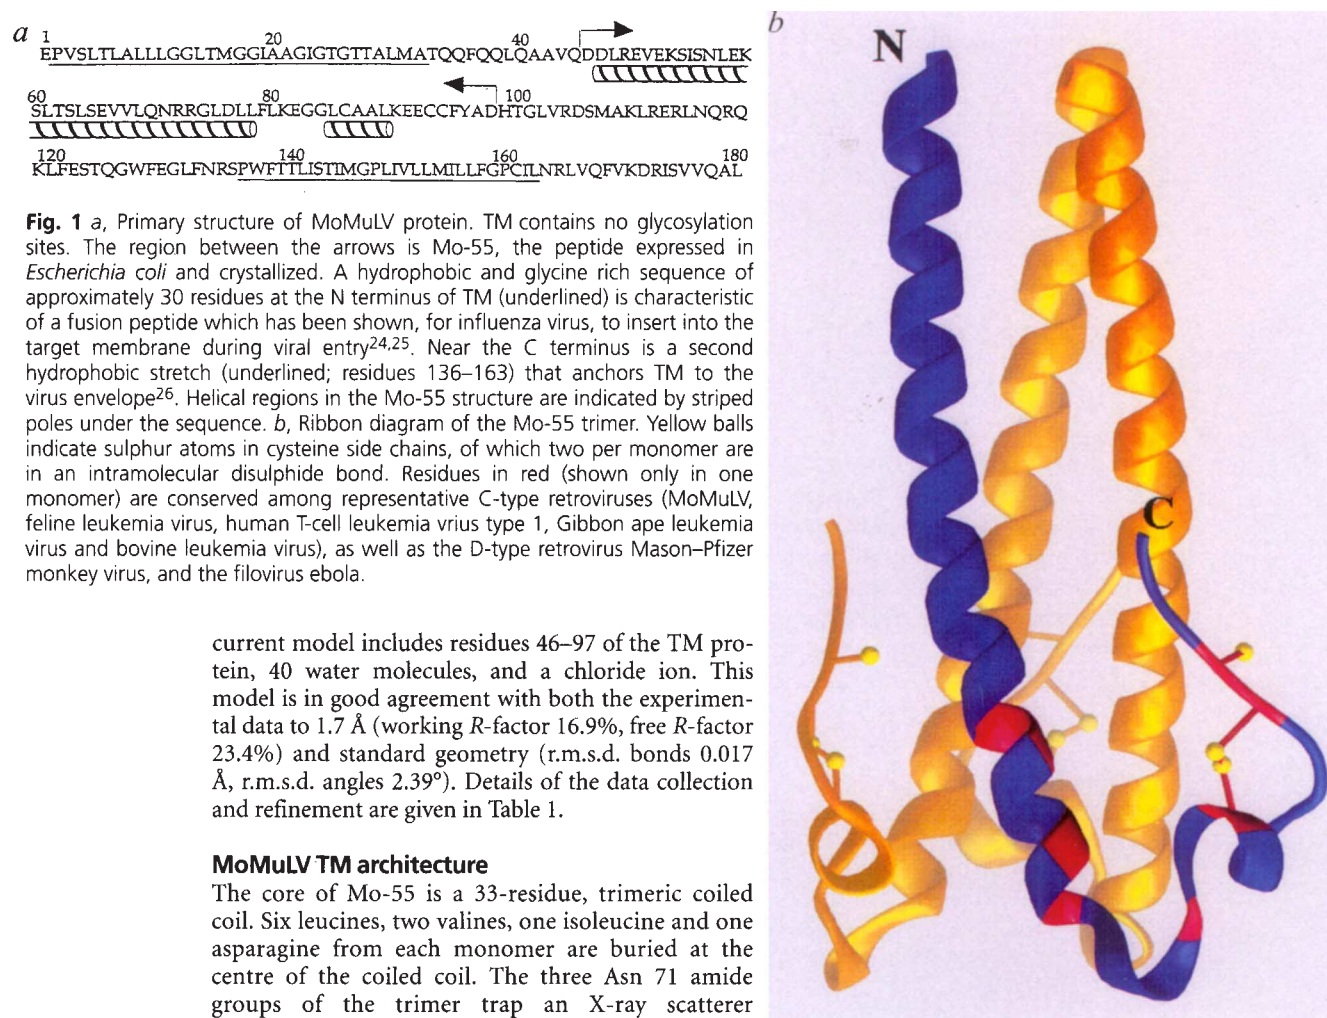 a
1 20 40
EPVSLTLALLLGGLTMGGIAAGIGTGTTALMATQQFQQLQAAVQDDLREVEKSISNLEK
60 80 100
SLTSLSEVVLQNRRGLDLLFLKEGGLCAALKEECCFYADHTGLVRDSMAKLRERLNQRQ
120 140 160 180
KLFESTQGWFEGLFNRSPWFTTLISTIMGPLIVLLMILLFGPCILNRLVQFVKDRISVVQAL
Fig. 1 a, Primary structure of MoMuLV protein. TM contains no glycosylation
sites. The region between the arrows is Mo-55, the peptide expressed in
Escherichia coli and crystallized. A hydrophobic and glycine rich sequence of
approximately 30 residues at the N terminus of TM (underlined) is characteristic
of a fusion peptide which has been shown, for influenza virus, to insert into the
target membrane during viral entry24,25. Near the C terminus is a second
hydrophobic stretch (underlined; residues 136–163) that anchors TM to the
virus envelope26. Helical regions in the Mo-55 structure are indicated by striped
poles under the sequence. b, Ribbon diagram of the Mo-55 trimer. Yellow balls
indicate sulphur atoms in cysteine side chains, of which two per monomer are
in an intramolecular disulphide bond. Residues in red (shown only in one
monomer) are conserved among representative C-type retroviruses (MoMuLV,
feline leukemia virus, human T-cell leukemia vrius type 1, Gibbon ape leukemia
virus and bovine leukemia virus), as well as the D-type retrovirus Mason–Pfizer
monkey virus, and the filovirus ebola.
current model includes residues 46–97 of the TM pro-
tein, 40 water molecules, and a chloride ion. This
model is in good agreement with both the experimen-
tal data to 1.7 Å (working R-factor 16.9%, free R-factor
23.4%) and standard geometry (r.m.s.d. bonds 0.017
Å, r.m.s.d. angles 2.39°). Details of the data collection
and refinement are given in Table 1.
MoMuLV TM architecture
The core of Mo-55 is a 33-residue, trimeric coiled
coil. Six leucines, two valines, one isoleucine and one
asparagine from each monomer are buried at the
centre of the coiled coil. The three Asn 71 amide
groups of the trimer trap an X-ray scatterer
b
N
C